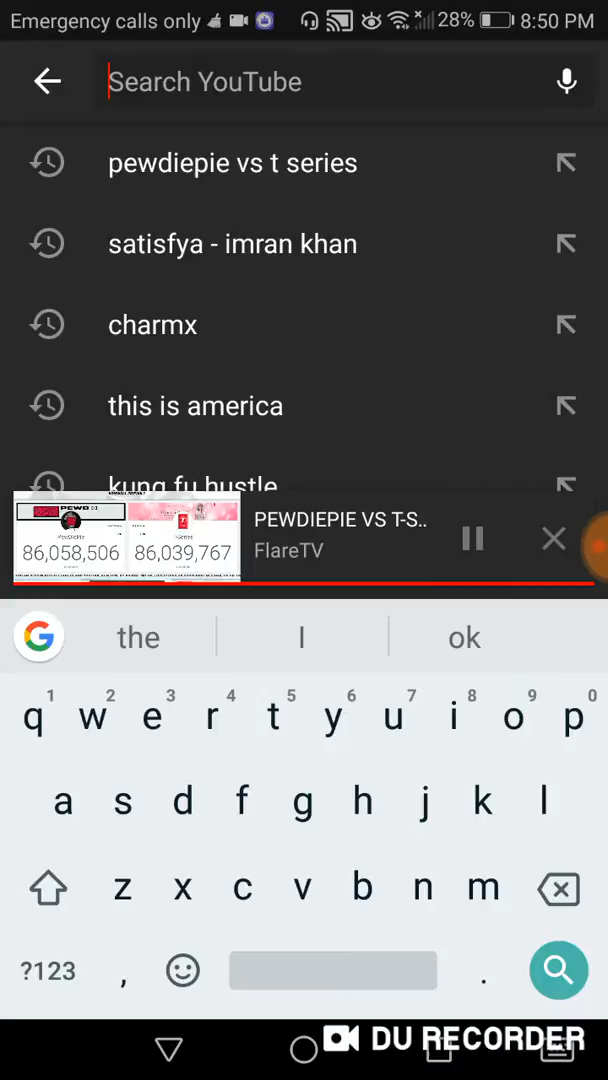 Emergency calls only 28% 8:50 PM
Search YouTube
pewdiepie vs t series
satisfya - imran khan
charmx
this is america
kung fu hustle
PEWDIEPIE VS T-S..
FlareTV
86,058,506 86,039,767
G the I ok
1 2 3 4 5 6 7 8 9 0
q w e r t y u i o p
a s d f g h j k l
z x c v b n m
?123 , .
DU RECORDER